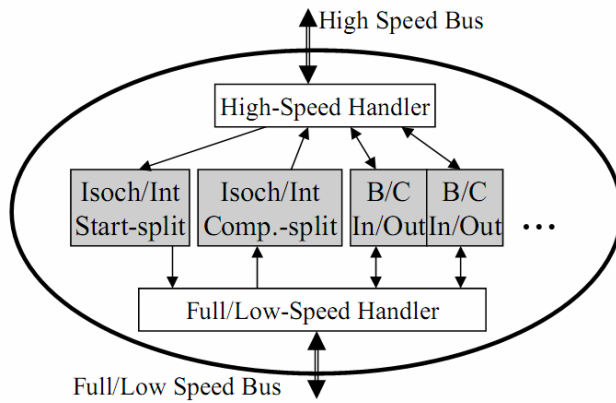 High Speed Bus
High-Speed Handler
Isoch/Int
Start-split
Isoch/Int
Comp.-split
B/C
In/Out
B/C
In/Out
...
Full/Low-Speed Handler
Full/Low Speed Bus